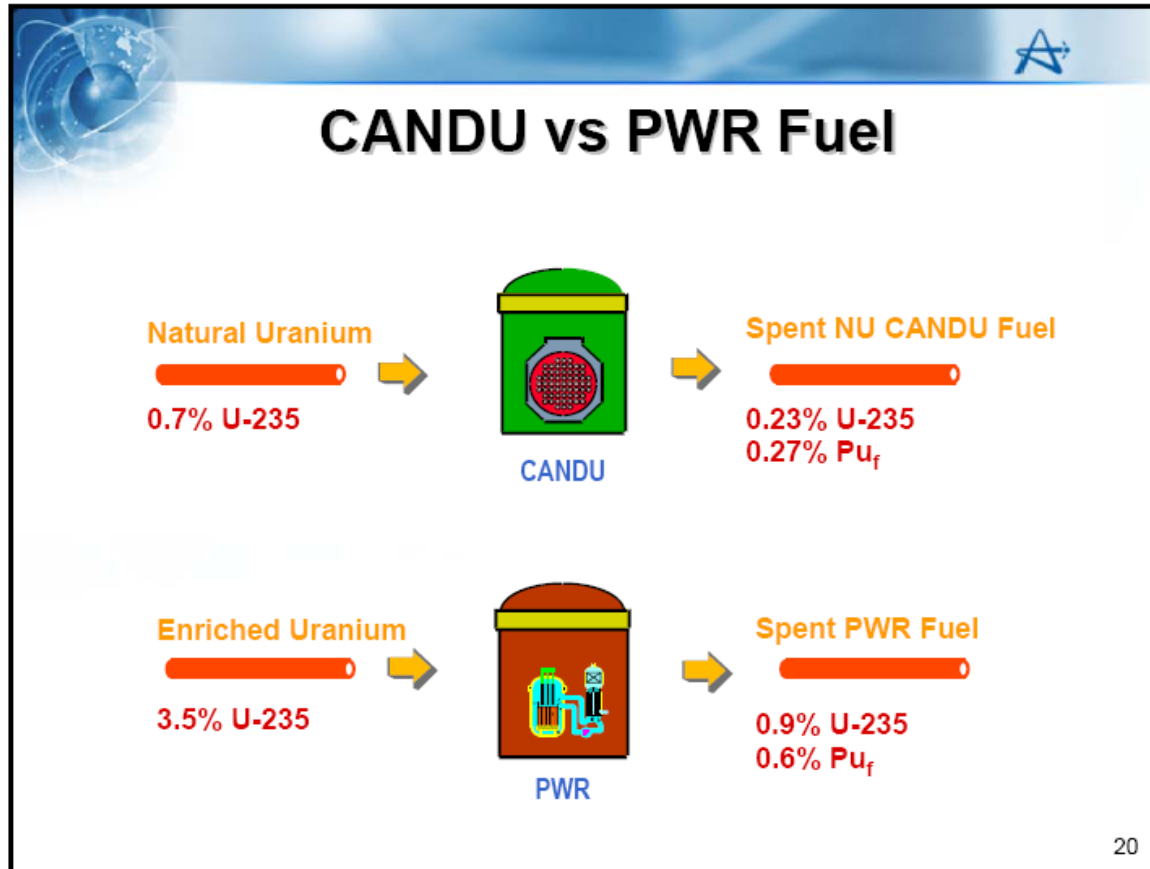 CANDU vs PWR Fuel
Natural Uranium
0.7% U-235
CANDU
Spent NU CANDU Fuel
0.23% U-235
0.27% Puf
Enriched Uranium
3.5% U-235
PWR
Spent PWR Fuel
0.9% U-235
0.6% Puf
20